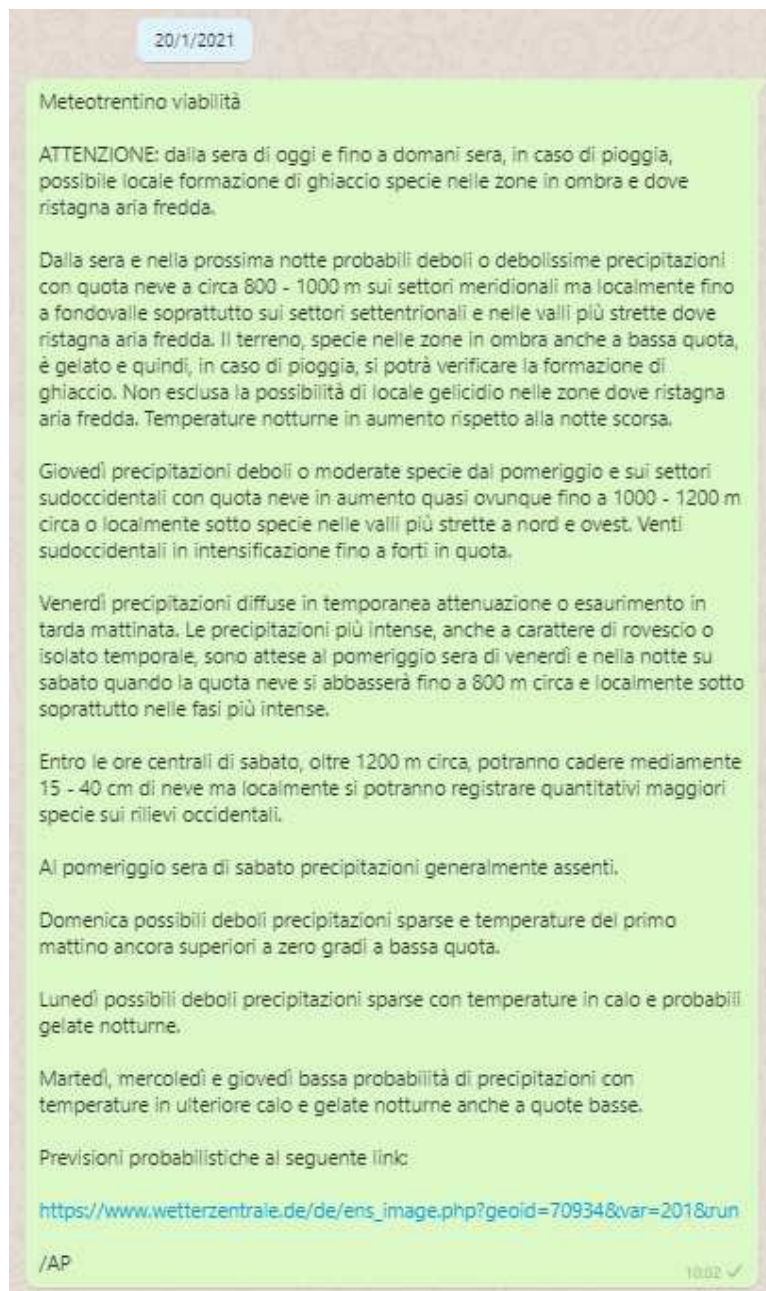 20/1/2021
Meteotrentino viabilità
ATTENZIONE: dalla sera di oggi e fino a domani sera, in caso di pioggia,
possibile locale formazione di ghiaccio specie nelle zone in ombra e dove
ristagna aria fredda.
Dalla sera e nella prossima notte probabili deboli o debolissime precipitazioni
con quota neve a circa 800 - 1000 m sui settori meridionali ma localmente fino
a fondovalle soprattutto sui settori settentrionali e nelle valli più strette dove
ristagna aria fredda. Il terreno, specie nelle zone in ombra anche a bassa quota,
è gelato e quindi, in caso di pioggia, si potrà verificare la formazione di
ghiaccio. Non esclusa la possibilità di locale gelicidio nelle zone dove ristagna
aria fredda. Temperature notturne in aumento rispetto alla notte scorsa.
Giovedì precipitazioni deboli o moderate specie dal pomeriggio e sui settori
sudoccidentali con quota neve in aumento quasi ovunque fino a 1000 - 1200 m
circa o localmente sotto specie nelle valli più strette a nord e ovest. Venti
sudoccidentali in intensificazione fino a forti in quota.
Venerdì precipitazioni diffuse in temporanea attenuazione o esaurimento in
tarda mattinata. Le precipitazioni più intense, anche a carattere di rovescio o
isolato temporale, sono attese al pomeriggio sera di venerdì e nella notte su
sabato quando la quota neve si abbasserà fino a 800 m circa e localmente sotto
soprattutto nelle fasi più intense.
Entro le ore centrali di sabato, oltre 1200 m circa, potranno cadere mediamente
15 - 40 cm di neve ma localmente si potranno registrare quantitativi maggiori
specie sui rilievi occidentali.
Al pomeriggio sera di sabato precipitazioni generalmente assenti.
Domenica possibili deboli precipitazioni sparse e temperature del primo
mattino ancora superiori a zero gradi a bassa quota.
Lunedì possibili deboli precipitazioni sparse con temperature in calo e probabili
gelate notturne.
Martedì, mercoledì e giovedì bassa probabilità di precipitazioni con
temperature in ulteriore calo e gelate notturne anche a quote basse.
Previsioni probabilistiche al seguente link:
https://www.wetterzentrale.de/de/ens_image.php?geoid=70934&var=201&run
/AP
10:02